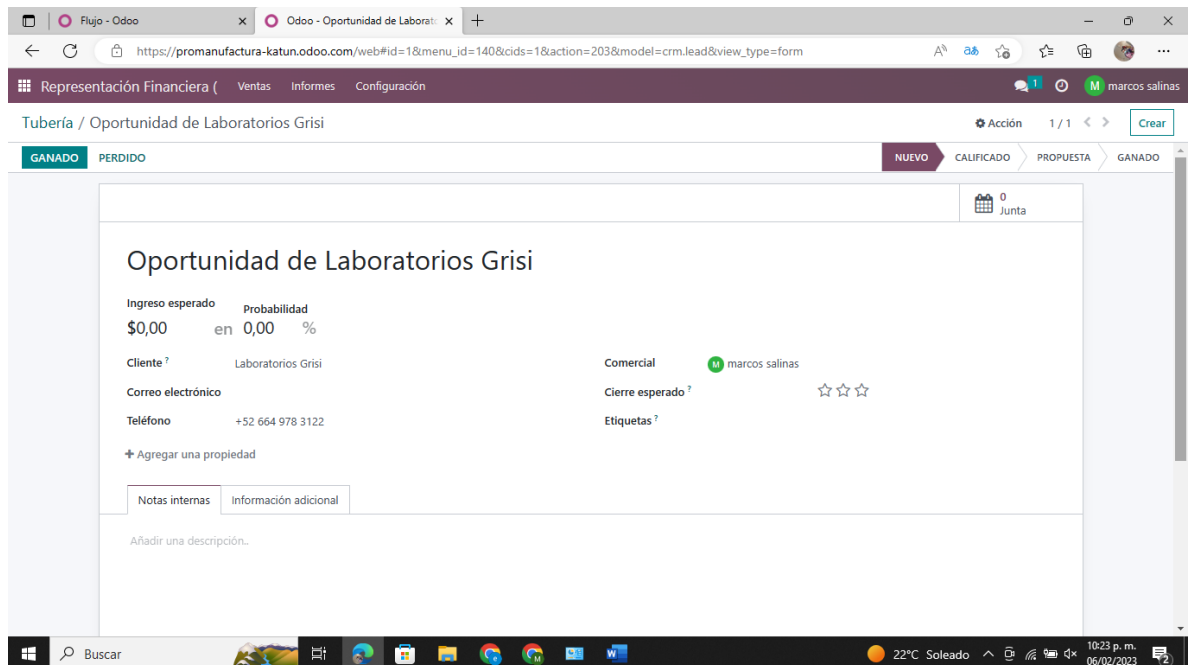 Flujo - Odoo
Odoo - Oportunidad de Laborato
https://promanufactura-katun.odoo.com/web#id=1&menu_id=140&cids=1&action=203&model=crm.lead&view_type=form
Representación Financiera ( Ventas Informes Configuración 1 M marcos salinas
Tubería / Oportunidad de Laboratorios Grisi Acción 1 / 1 Crear
GANADO PERDIDO NUEVO CALIFICADO PROPUESTA GANADO
0
Junta
Oportunidad de Laboratorios Grisi
Ingreso esperado Probabilidad
$0,00 en 0,00 %
Cliente ? Laboratorios Grisi Comercial M marcos salinas
Correo electrónico Cierre esperado ?
Teléfono +52 664 978 3122 Etiquetas ?
+ Agregar una propiedad
Notas internas Información adicional
Añadir una descripción..
Buscar 22°C Soleado 10:23 p. m.
06/02/2023 2